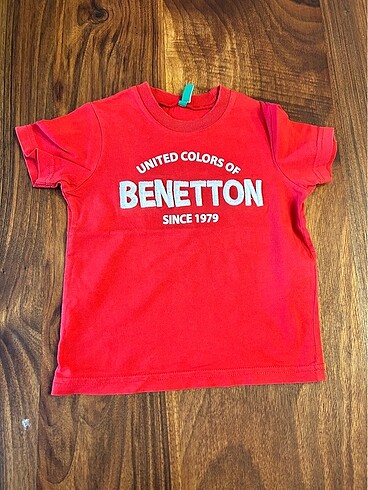 UNITED COLORS OF
BENETTON
SINCE 1979